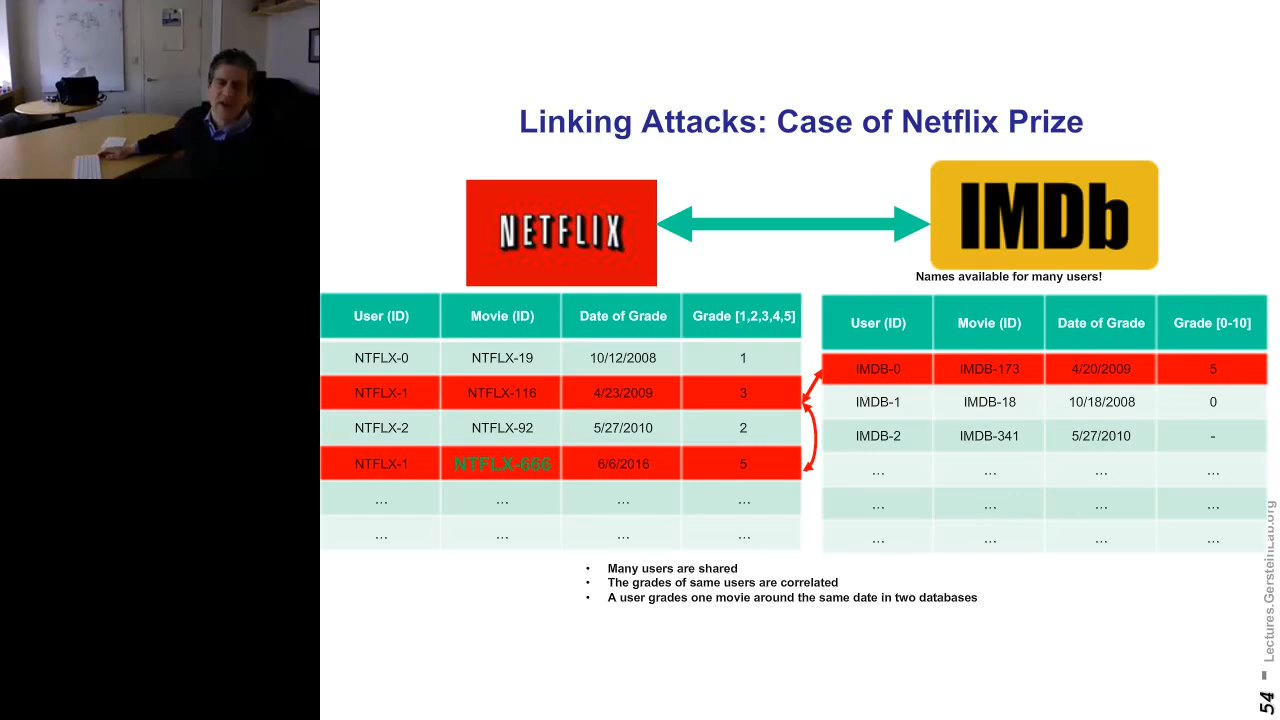 Linking Attacks: Case of Netflix Prize
NETFLIX
IMDb
Names available for many users!
User (ID) Movie (ID) Date of Grade Grade [1,2,3,4,5]
NTFLX-0 NTFLX-19 10/12/2008 1
NTFLX-1 NTFLX-116 4/23/2009 3
NTFLX-2 NTFLX-92 5/27/2010 2
NTFLX-1 NTFLX-666 6/6/2016 5
… … … …
… … … …
User (ID) Movie (ID) Date of Grade Grade [0-10]
IMDB-0 IMDB-173 4/20/2009 5
IMDB-1 IMDB-18 10/18/2008 0
IMDB-2 IMDB-341 5/27/2010 -
… … … …
… … … …
… … … …
• Many users are shared
• The grades of same users are correlated
• A user grades one movie around the same date in two databases
54 - Lectures.GersteinLab.org